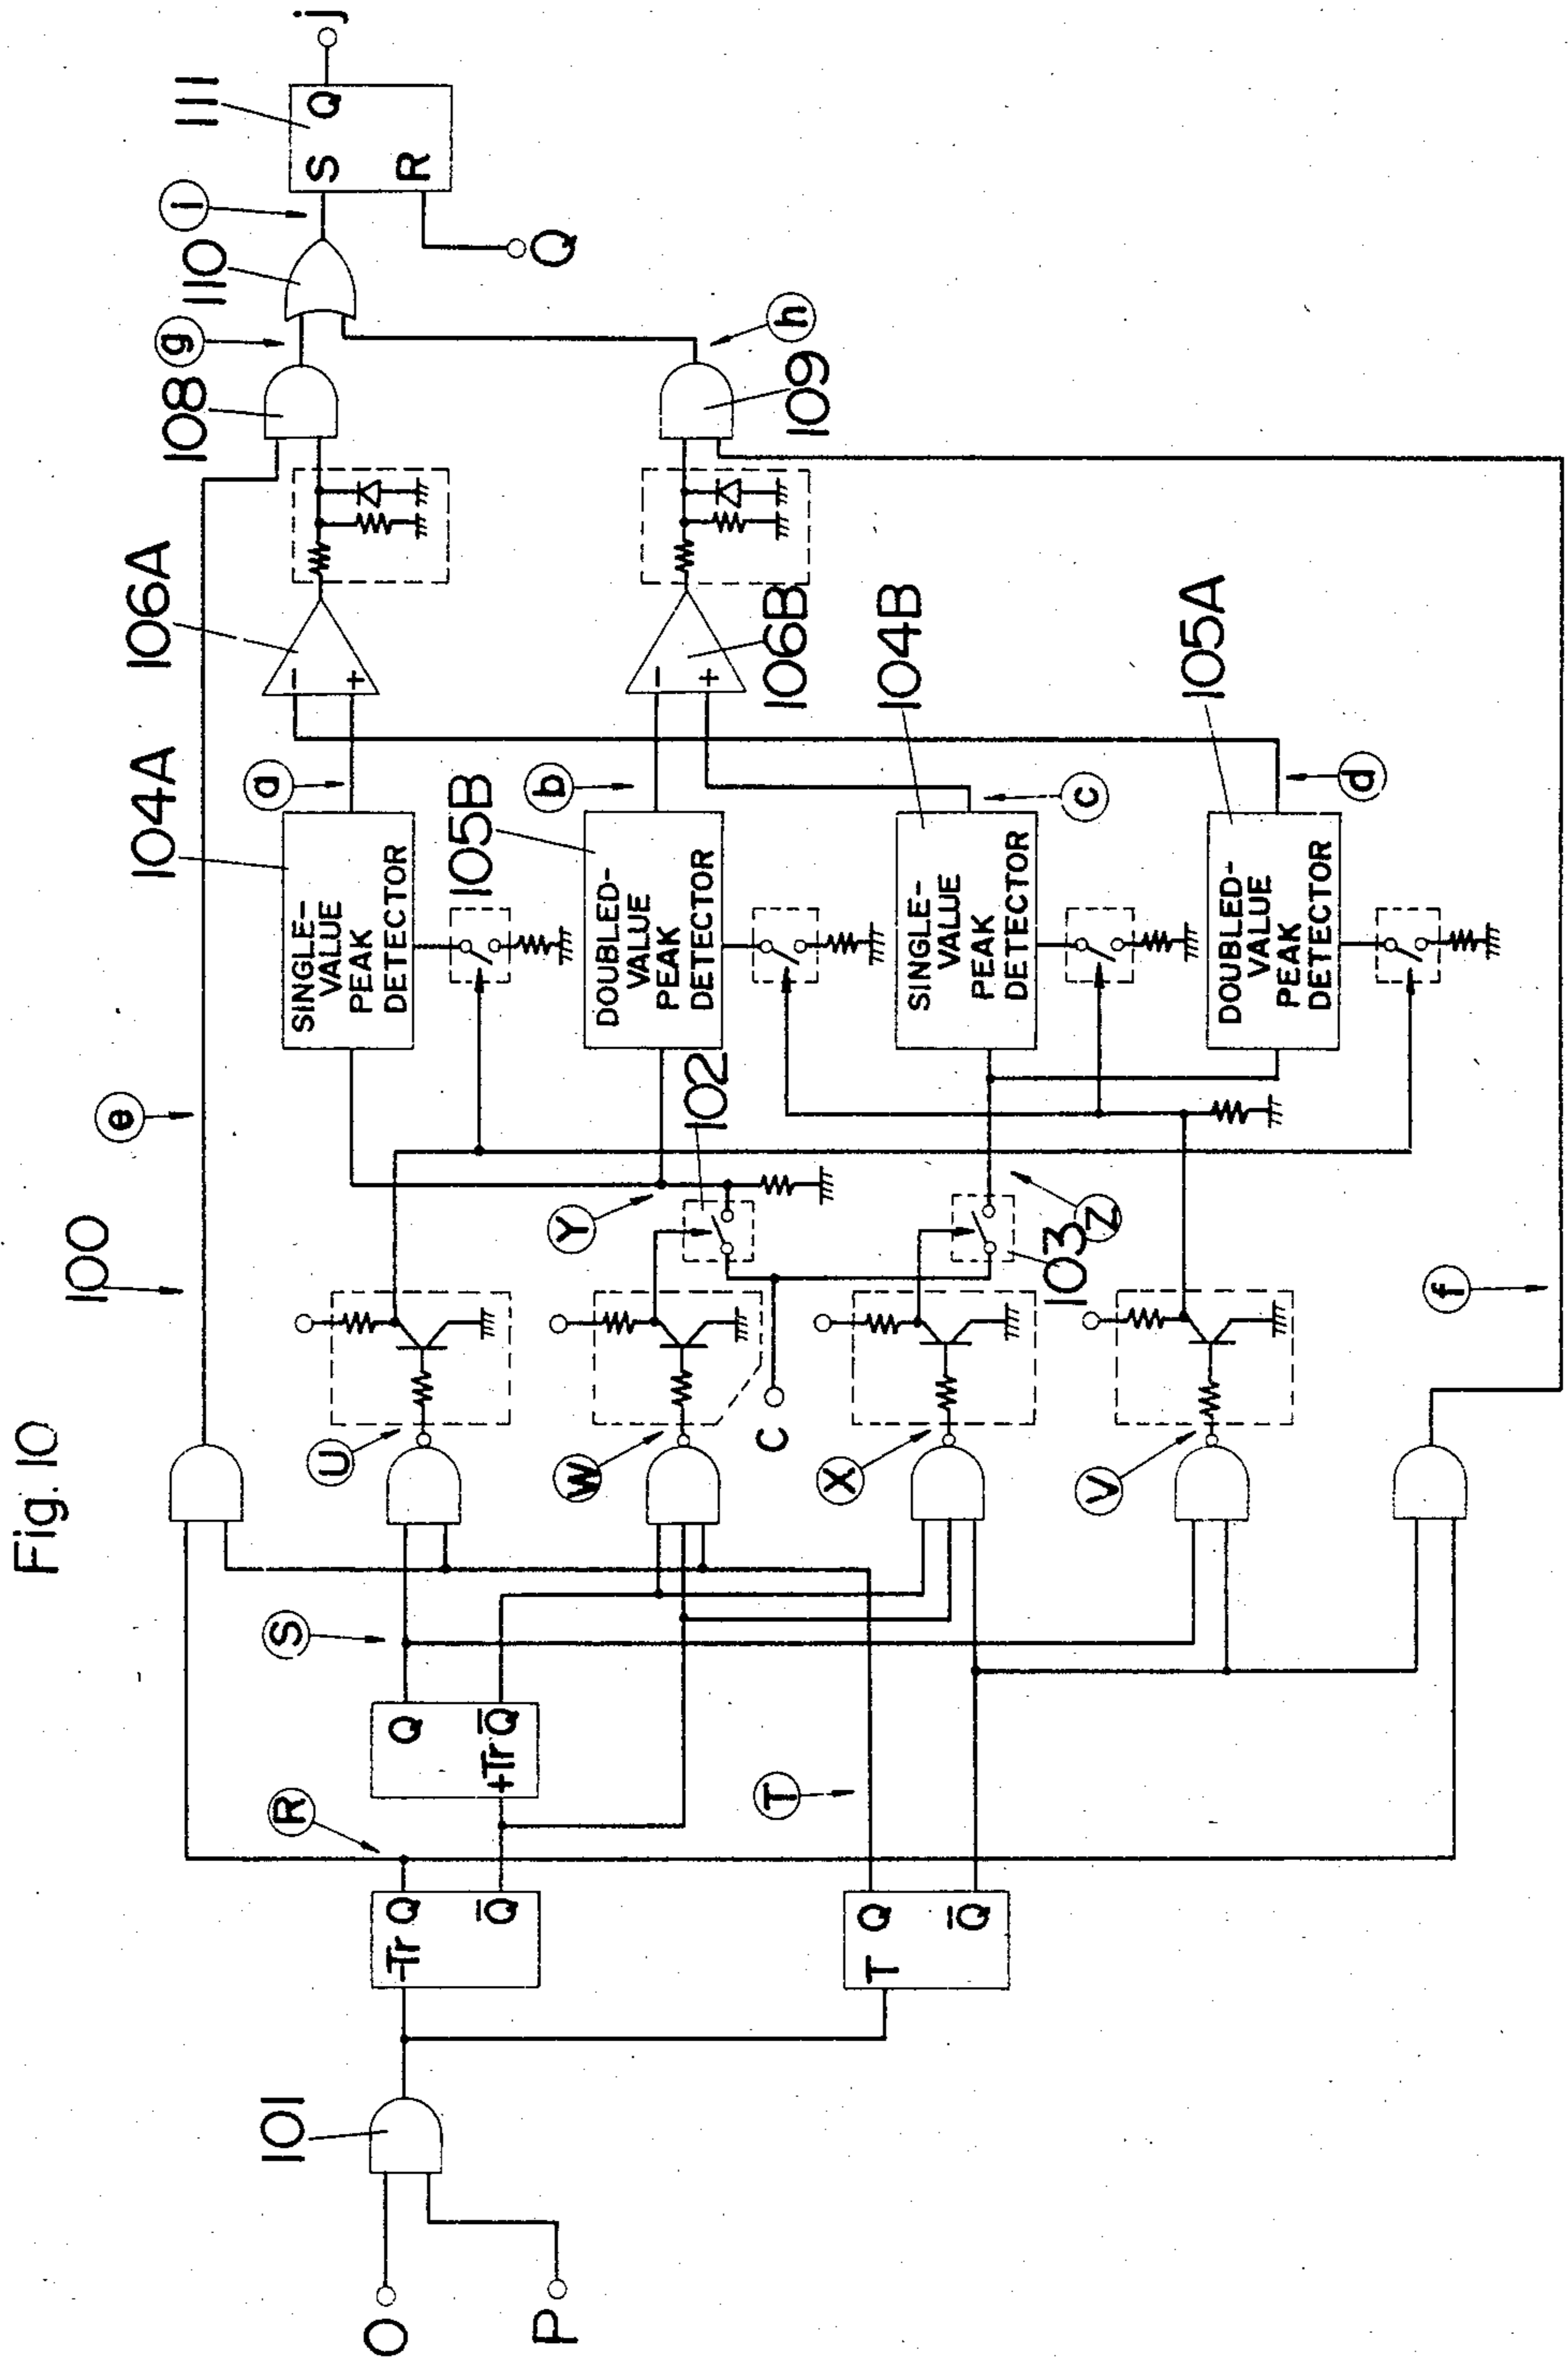 Fig. 10
100
101
O
P
-Tr Q
Q̅
R
Q
+Tr Q̅
S
T Q
Q̅
T
U
W
X
V
C
Y
102
Z
103
e
f
104A
SINGLE-
VALUE
PEAK
DETECTOR
a
105B
DOUBLED-
VALUE
PEAK
DETECTOR
b
104B
SINGLE-
VALUE
PEAK
DETECTOR
c
105A
DOUBLED-
VALUE
PEAK
DETECTOR
d
106A
-
+
106B
-
+
108
g
109
h
110
i
111
S Q
R
Q
j